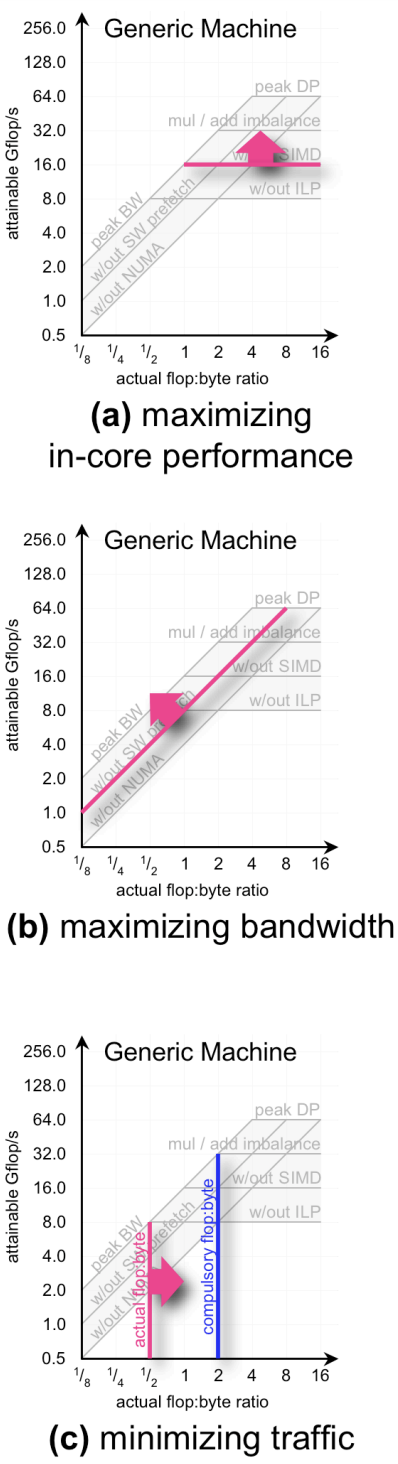 Generic Machine
256.0
128.0
64.0
32.0
16.0
8.0
4.0
2.0
1.0
0.5
attainable Gflop/s
peak DP
mul / add imbalance
w/out SIMD
w/out ILP
peak BW
w/out SW prefetch
w/out NUMA
1/8 1/4 1/2 1 2 4 8 16
actual flop:byte ratio
(a) maximizing
in-core performance
Generic Machine
256.0
128.0
64.0
32.0
16.0
8.0
4.0
2.0
1.0
0.5
attainable Gflop/s
peak DP
mul / add imbalance
w/out SIMD
w/out ILP
peak BW
w/out SW prefetch
w/out NUMA
1/8 1/4 1/2 1 2 4 8 16
actual flop:byte ratio
(b) maximizing bandwidth
Generic Machine
256.0
128.0
64.0
32.0
16.0
8.0
4.0
2.0
1.0
0.5
attainable Gflop/s
peak DP
mul / add imbalance
w/out SIMD
w/out ILP
peak BW
w/out SW prefetch
w/out NUMA
actual flop:byte
compulsory flop:byte
1/8 1/4 1/2 1 2 4 8 16
actual flop:byte ratio
(c) minimizing traffic